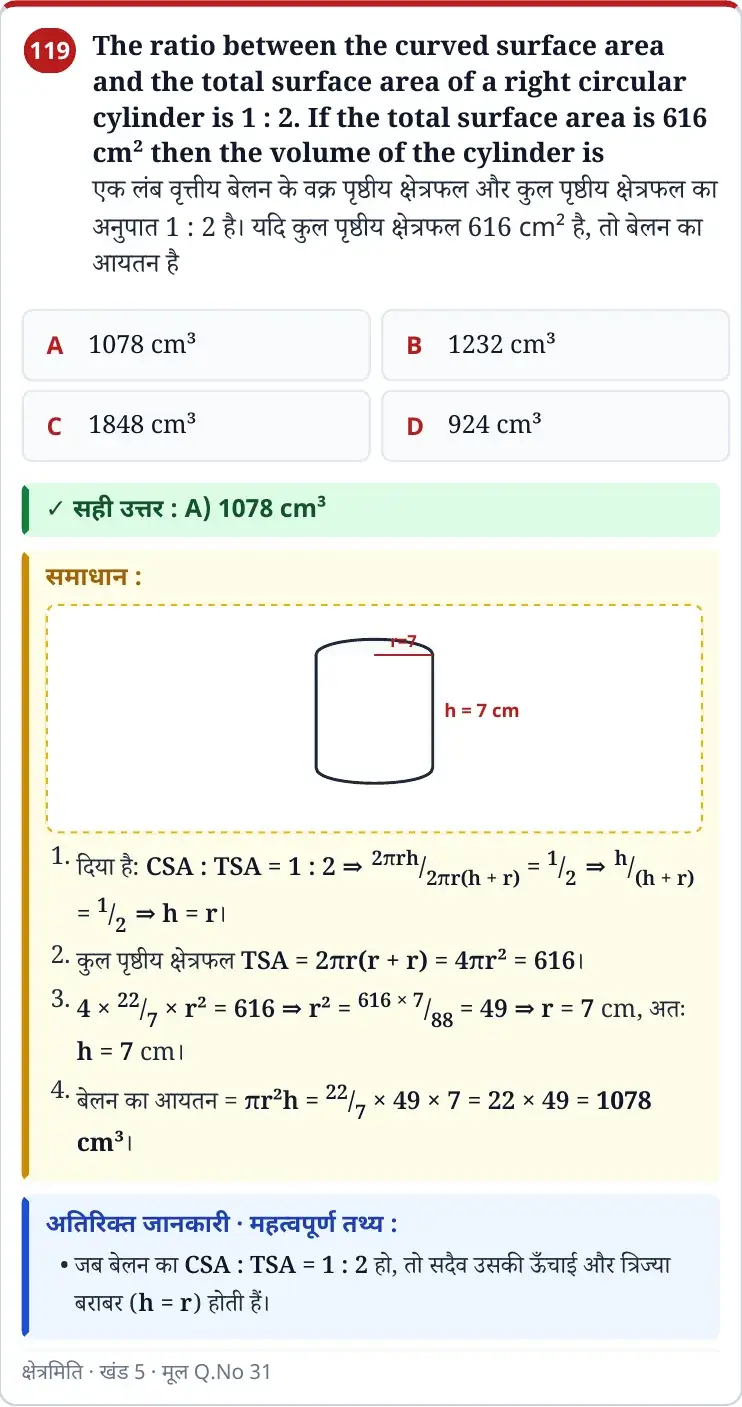 119
The ratio between the curved surface area
and the total surface area of a right circular
cylinder is 1 : 2. If the total surface area is 616
cm² then the volume of the cylinder is
एक लंब वृत्तीय बेलन के वक्र पृष्ठीय क्षेत्रफल और कुल पृष्ठीय क्षेत्रफल का
अनुपात 1 : 2 है। यदि कुल पृष्ठीय क्षेत्रफल 616 cm² है, तो बेलन का
आयतन है
A 1078 cm³
B 1232 cm³
C 1848 cm³
D 924 cm³
✓ सही उत्तर : A) 1078 cm³
समाधान :
r=7
h = 7 cm
1. दिया है: CSA : TSA = 1 : 2 ⇒ 2πrh/2πr(h + r) = 1/2 ⇒ h/(h + r)
= 1/2 ⇒ h = r।
2. कुल पृष्ठीय क्षेत्रफल TSA = 2πr(r + r) = 4πr² = 616।
3. 4 × 22/7 × r² = 616 ⇒ r² = 616 × 7/88 = 49 ⇒ r = 7 cm, अतः
h = 7 cm।
4. बेलन का आयतन = πr²h = 22/7 × 49 × 7 = 22 × 49 = 1078
cm³।
अतिरिक्त जानकारी · महत्वपूर्ण तथ्य :
• जब बेलन का CSA : TSA = 1 : 2 हो, तो सदैव उसकी ऊँचाई और त्रिज्या
बराबर (h = r) होती हैं।
क्षेत्रमिति · खंड 5 · मूल Q.No 31